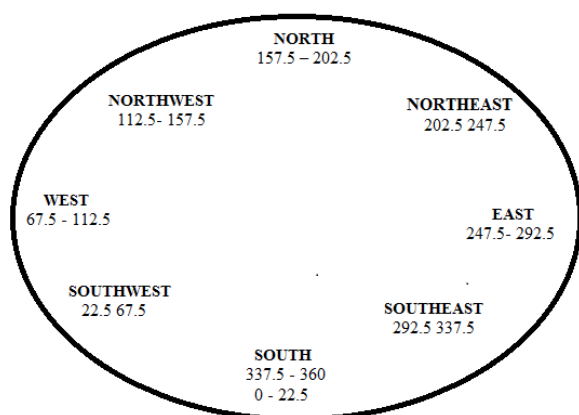 NORTH
157.5 – 202.5
NORTHWEST
112.5- 157.5
NORTHEAST
202.5 247.5
WEST
67.5 - 112.5
EAST
247.5- 292.5
SOUTHWEST
22.5 67.5
SOUTHEAST
292.5 337.5
SOUTH
337.5 - 360
0 - 22.5